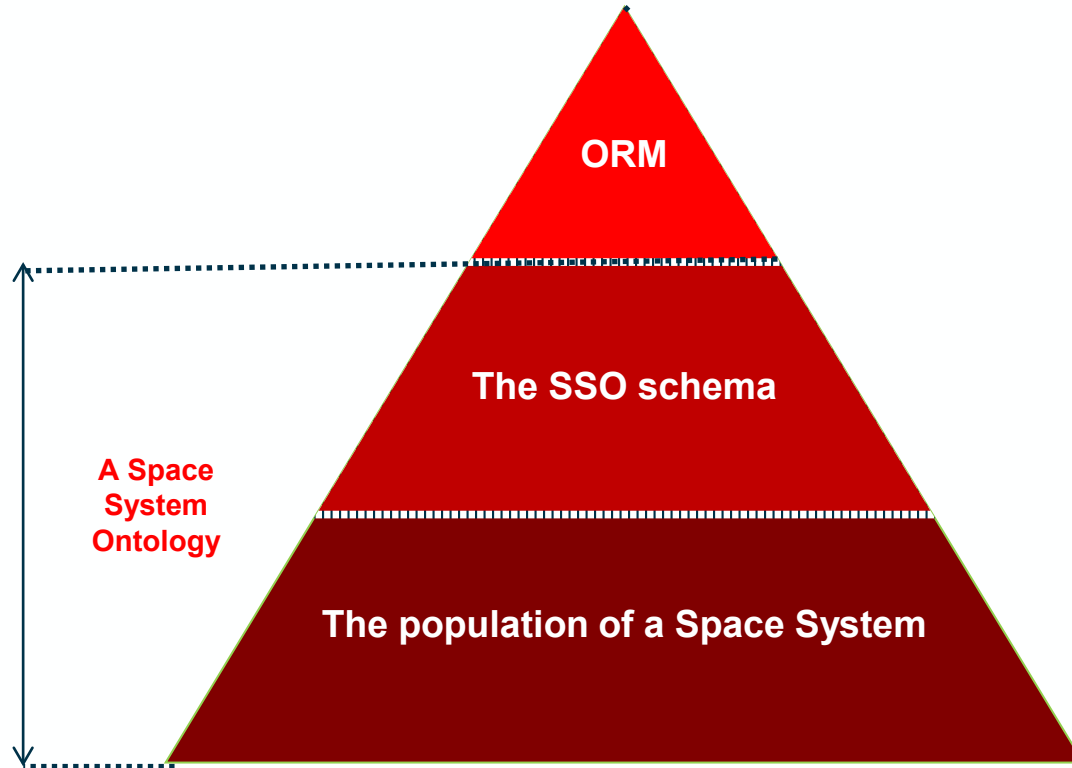 ORM
The SSO schema
A Space
System
Ontology
The population of a Space System